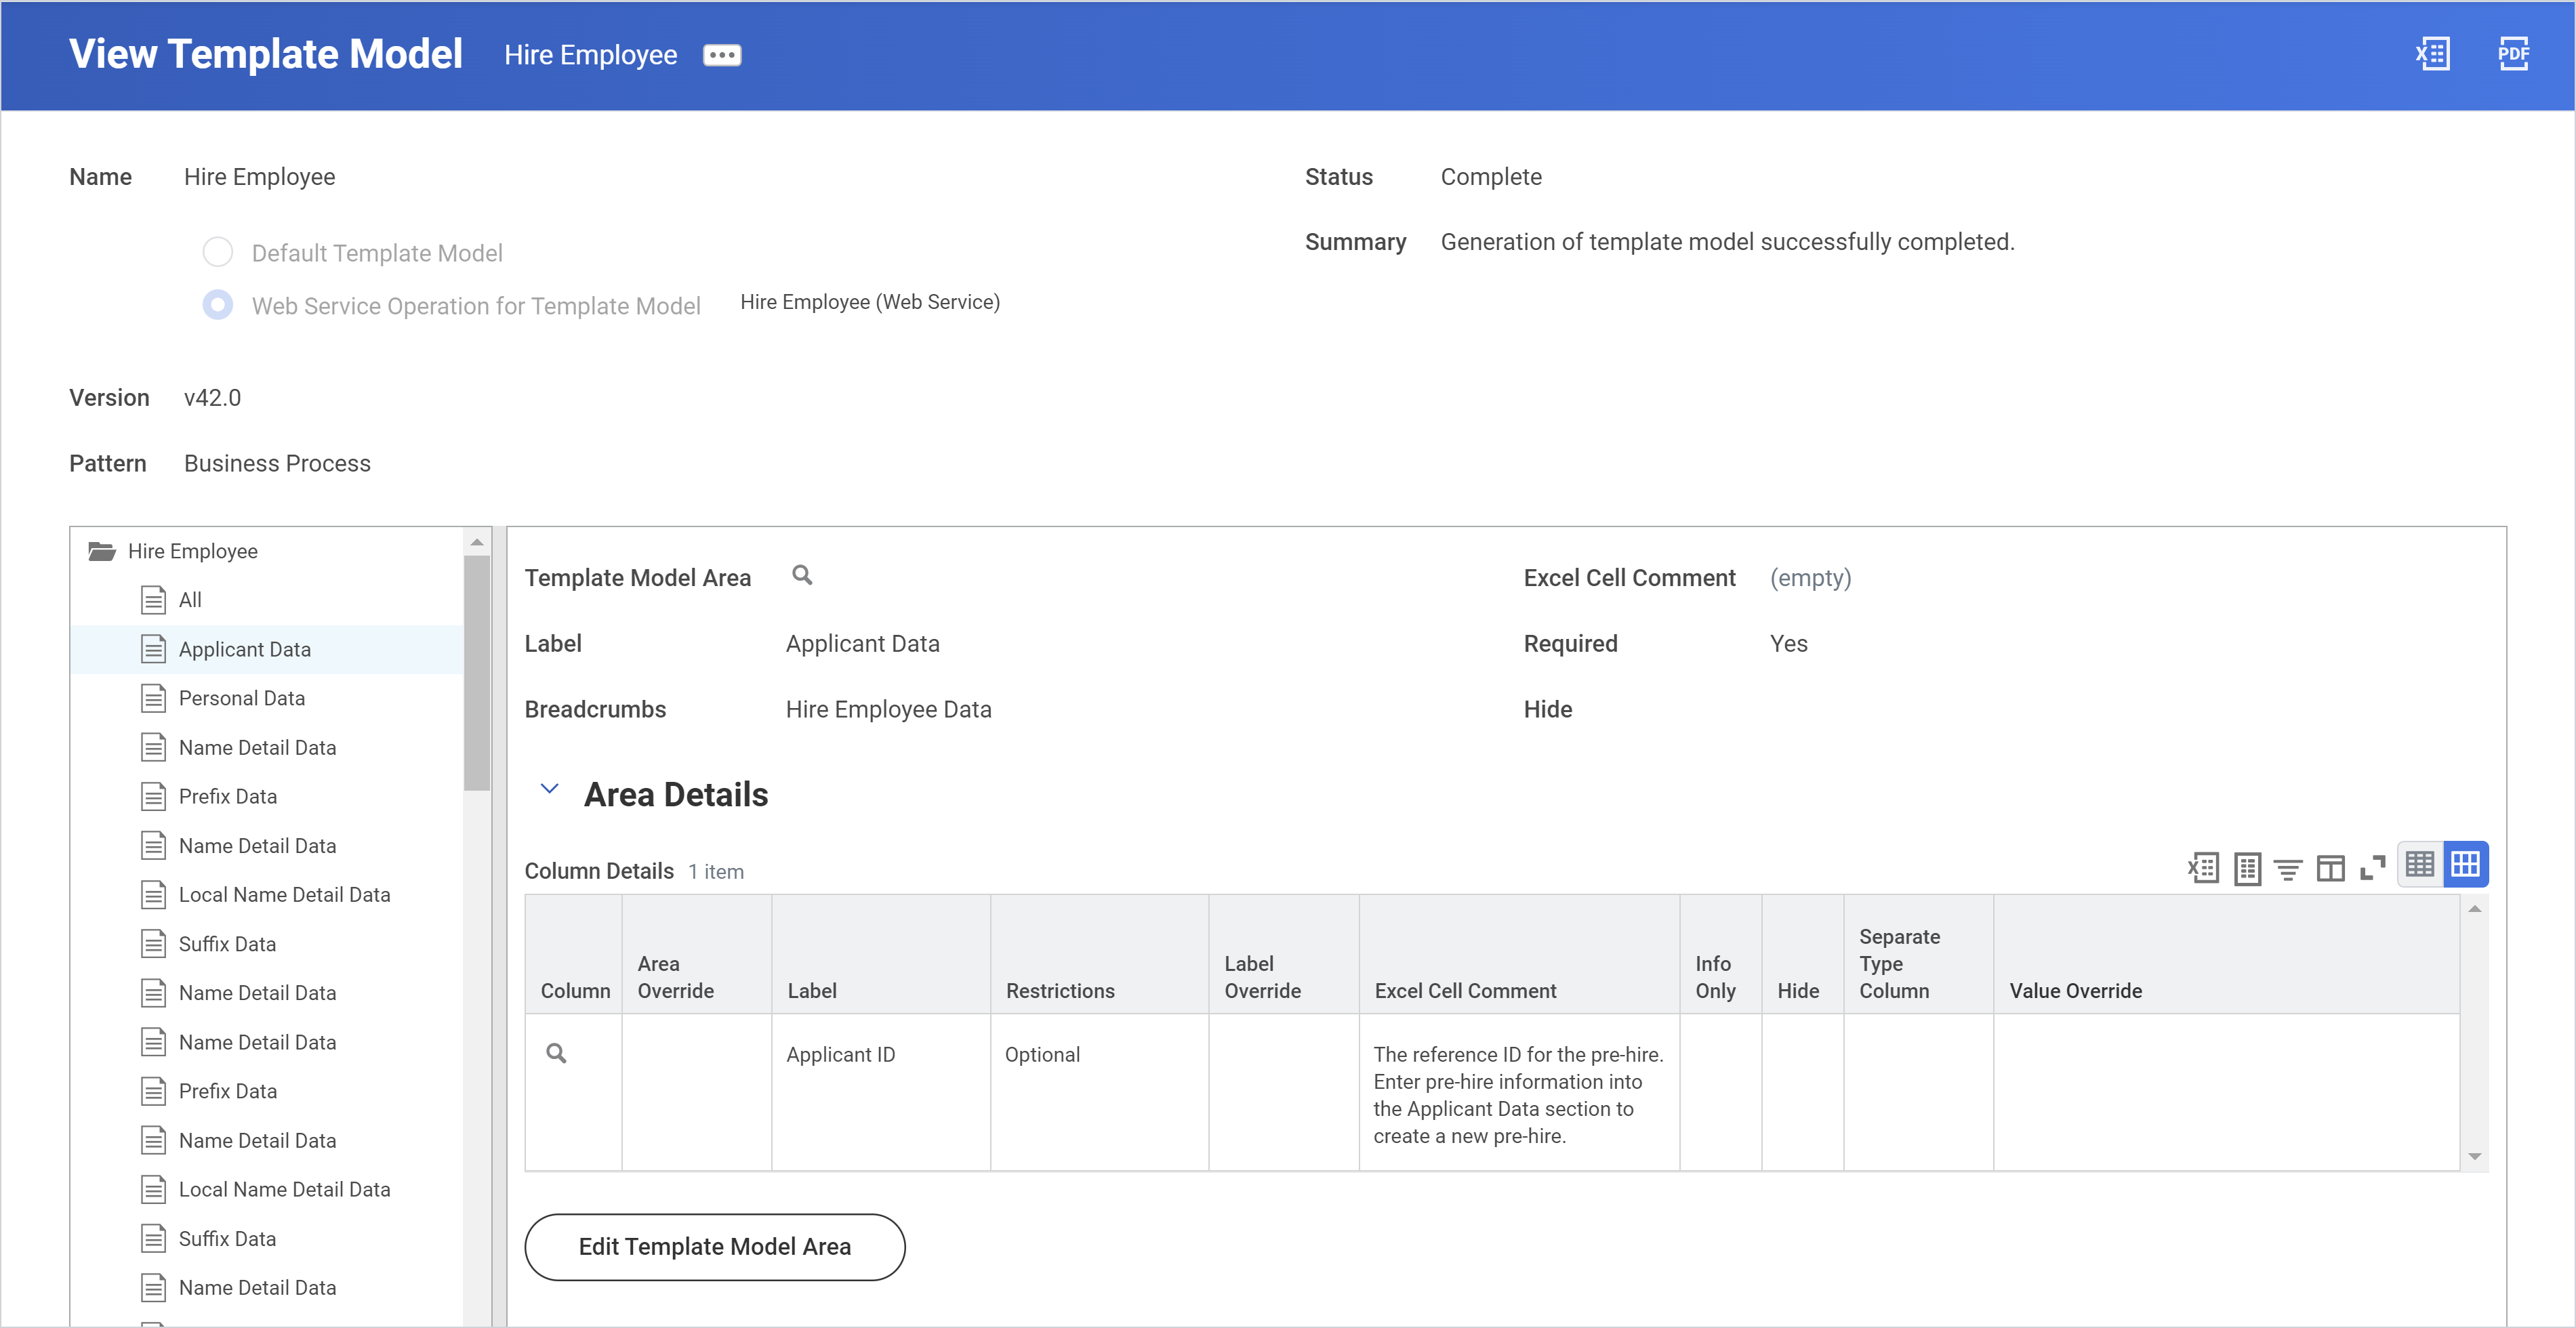 View Template Model Hire Employee
X PDF
Name Hire Employee
Default Template Model
Web Service Operation for Template Model Hire Employee (Web Service)
Version v42.0
Pattern Business Process
Status Complete
Summary Generation of template model successfully completed.
Hire Employee
All
Applicant Data
Personal Data
Name Detail Data
Prefix Data
Name Detail Data
Local Name Detail Data
Suffix Data
Name Detail Data
Name Detail Data
Prefix Data
Name Detail Data
Local Name Detail Data
Suffix Data
Name Detail Data
Template Model Area
Label Applicant Data
Breadcrumbs Hire Employee Data
Excel Cell Comment (empty)
Required Yes
Hide
Area Details
Column Details 1 item
X
Column
Area
Override
Label
Restrictions
Label
Override
Excel Cell Comment
Info
Only
Hide
Separate
Type
Column
Value Override
Applicant ID
Optional
The reference ID for the pre-hire.
Enter pre-hire information into
the Applicant Data section to
create a new pre-hire.
Edit Template Model Area